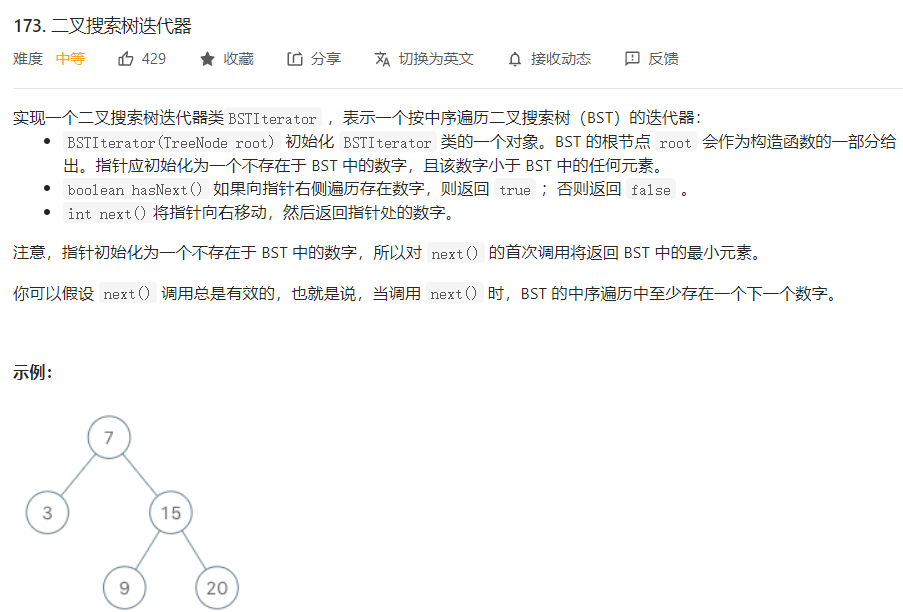 173. 二叉搜索树迭代器
难度 中等 429 收藏 分享 切换为英文 接收动态 反馈
实现一个二叉搜索树迭代器类BSTIterator ，表示一个按中序遍历二叉搜索树（BST）的迭代器：
BSTIterator(TreeNode root) 初始化 BSTIterator 类的一个对象。BST 的根节点 root 会作为构造函数的一部分给
出。指针应初始化为一个不存在于 BST 中的数字，且该数字小于 BST 中的任何元素。
boolean hasNext() 如果向指针右侧遍历存在数字，则返回 true ；否则返回 false 。
int next()将指针向右移动，然后返回指针处的数字。
注意，指针初始化为一个不存在于 BST 中的数字，所以对 next() 的首次调用将返回 BST 中的最小元素。
你可以假设 next() 调用总是有效的，也就是说，当调用 next() 时，BST 的中序遍历中至少存在一个下一个数字。
示例：
7
3 15
9 20